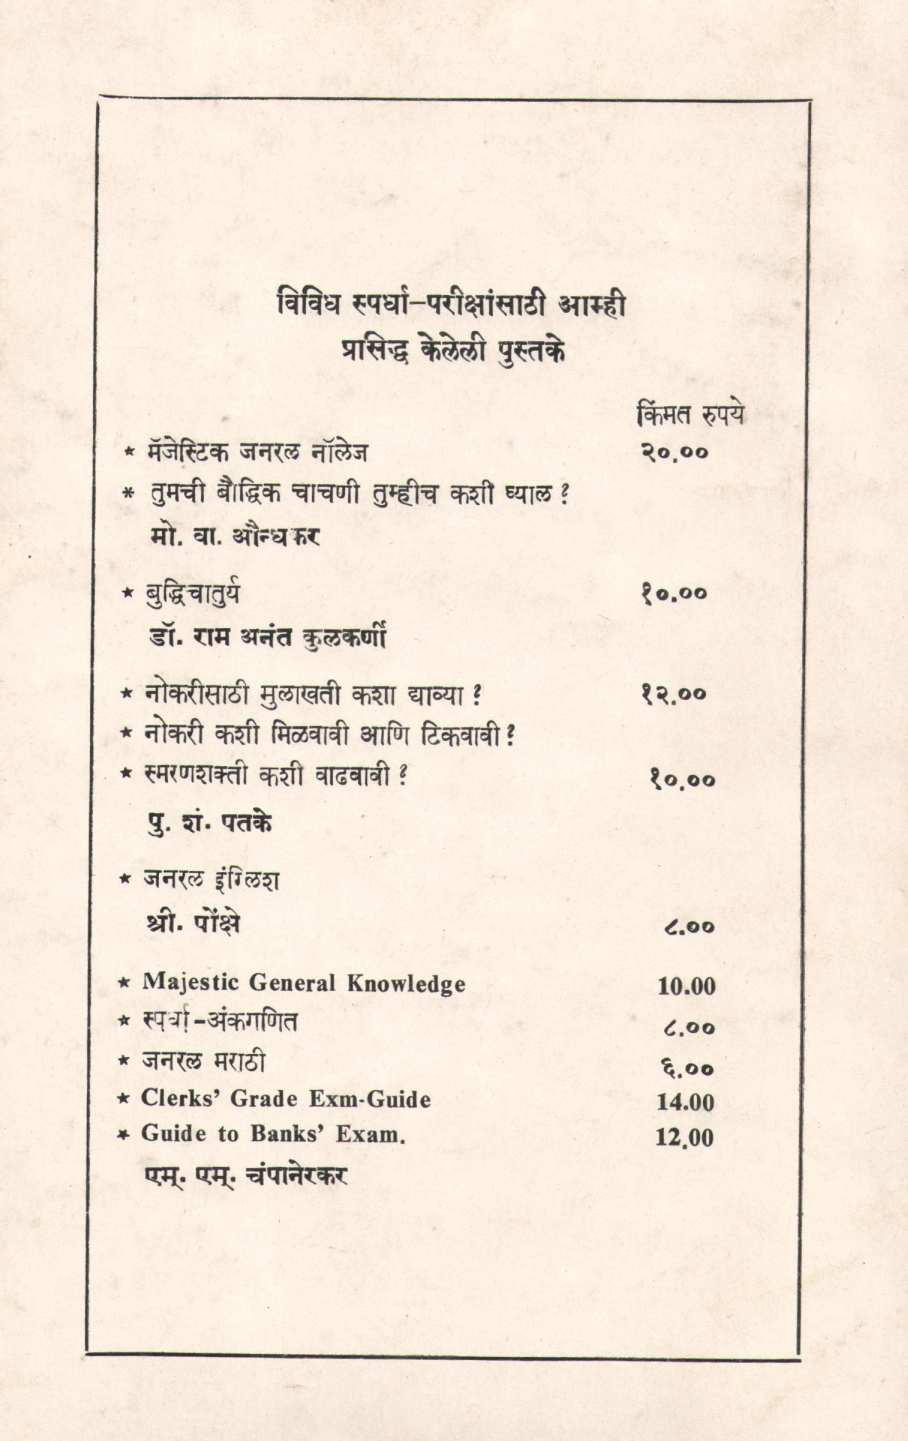 विविध स्पर्धा-परीक्षांसाठी आम्ही
प्रसिद्ध केलेली पुस्तके
किंमत रुपये
* मॅजेस्टिक जनरल नॉलेज २०.००
* तुमची बौद्धिक चाचणी तुम्हीच कशी घ्याल ?
मो. वा. औन्धकर
* बुद्धिचातुर्य १०.००
डॉ. राम अनंत कुलकर्णी
* नोकरीसाठी मुलाखती कशा द्याव्या ? १२.००
* नोकरी कशी मिळवावी आणि टिकवावी ?
* स्मरणशक्ती कशी वाढवावी ? १०.००
पु. शं. पतके
* जनरल इंग्लिश
श्री. पोंक्षे ८.००
* Majestic General Knowledge 10.00
* स्पर्धा-अंकगणित ८.००
* जनरल मराठी ६.००
* Clerks' Grade Exm-Guide 14.00
* Guide to Banks' Exam. 12.00
एम्. एम्. चंपानेरकर